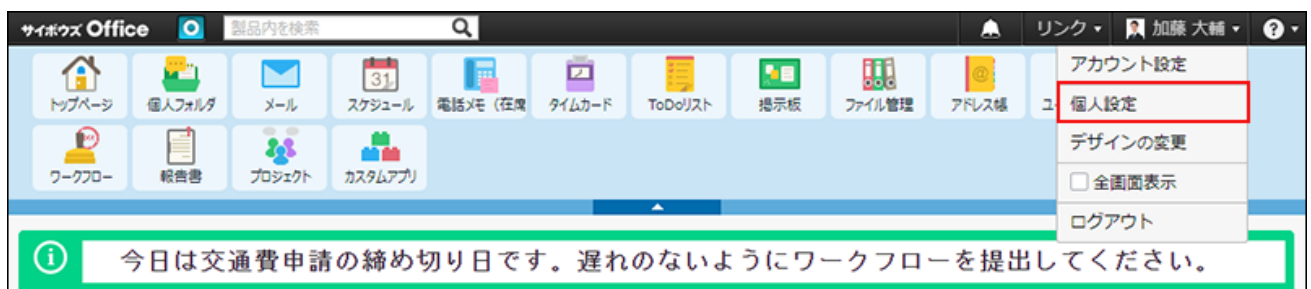 サイボウズ Office 製品内を検索 リンク 加藤 大輔 ?
アカウント設定
個人設定
デザインの変更
全画面表示
ログアウト
トップページ 個人フォルダ メール スケジュール 電話メモ（在席 タイムカード ToDoリスト 掲示板 ファイル管理 アドレス帳 ユ
31
ワークフロー 報告書 プロジェクト カスタムアプリ
今日は交通費申請の締め切り日です。遅れのないようにワークフローを提出してください。